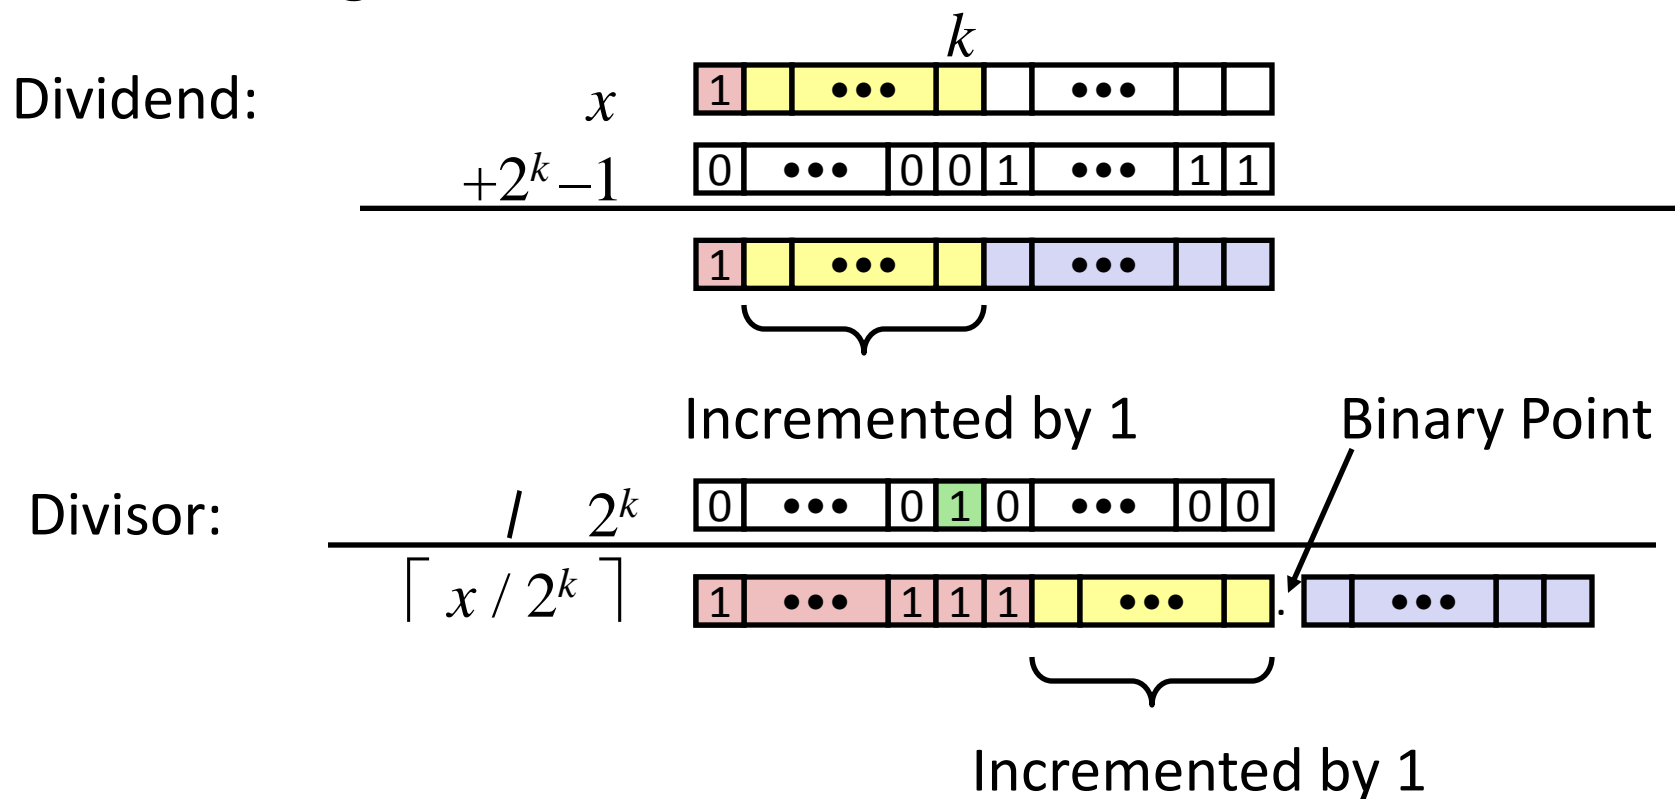 k
Dividend: x 1 ••• •••
+2^k –1 0 ••• 0 0 1 ••• 1 1
1 ••• •••
Incremented by 1 Binary Point
Divisor: / 2^k 0 ••• 0 1 0 ••• 0 0
⌈ x / 2^k ⌉ 1 ••• 1 1 1 ••• . •••
Incremented by 1